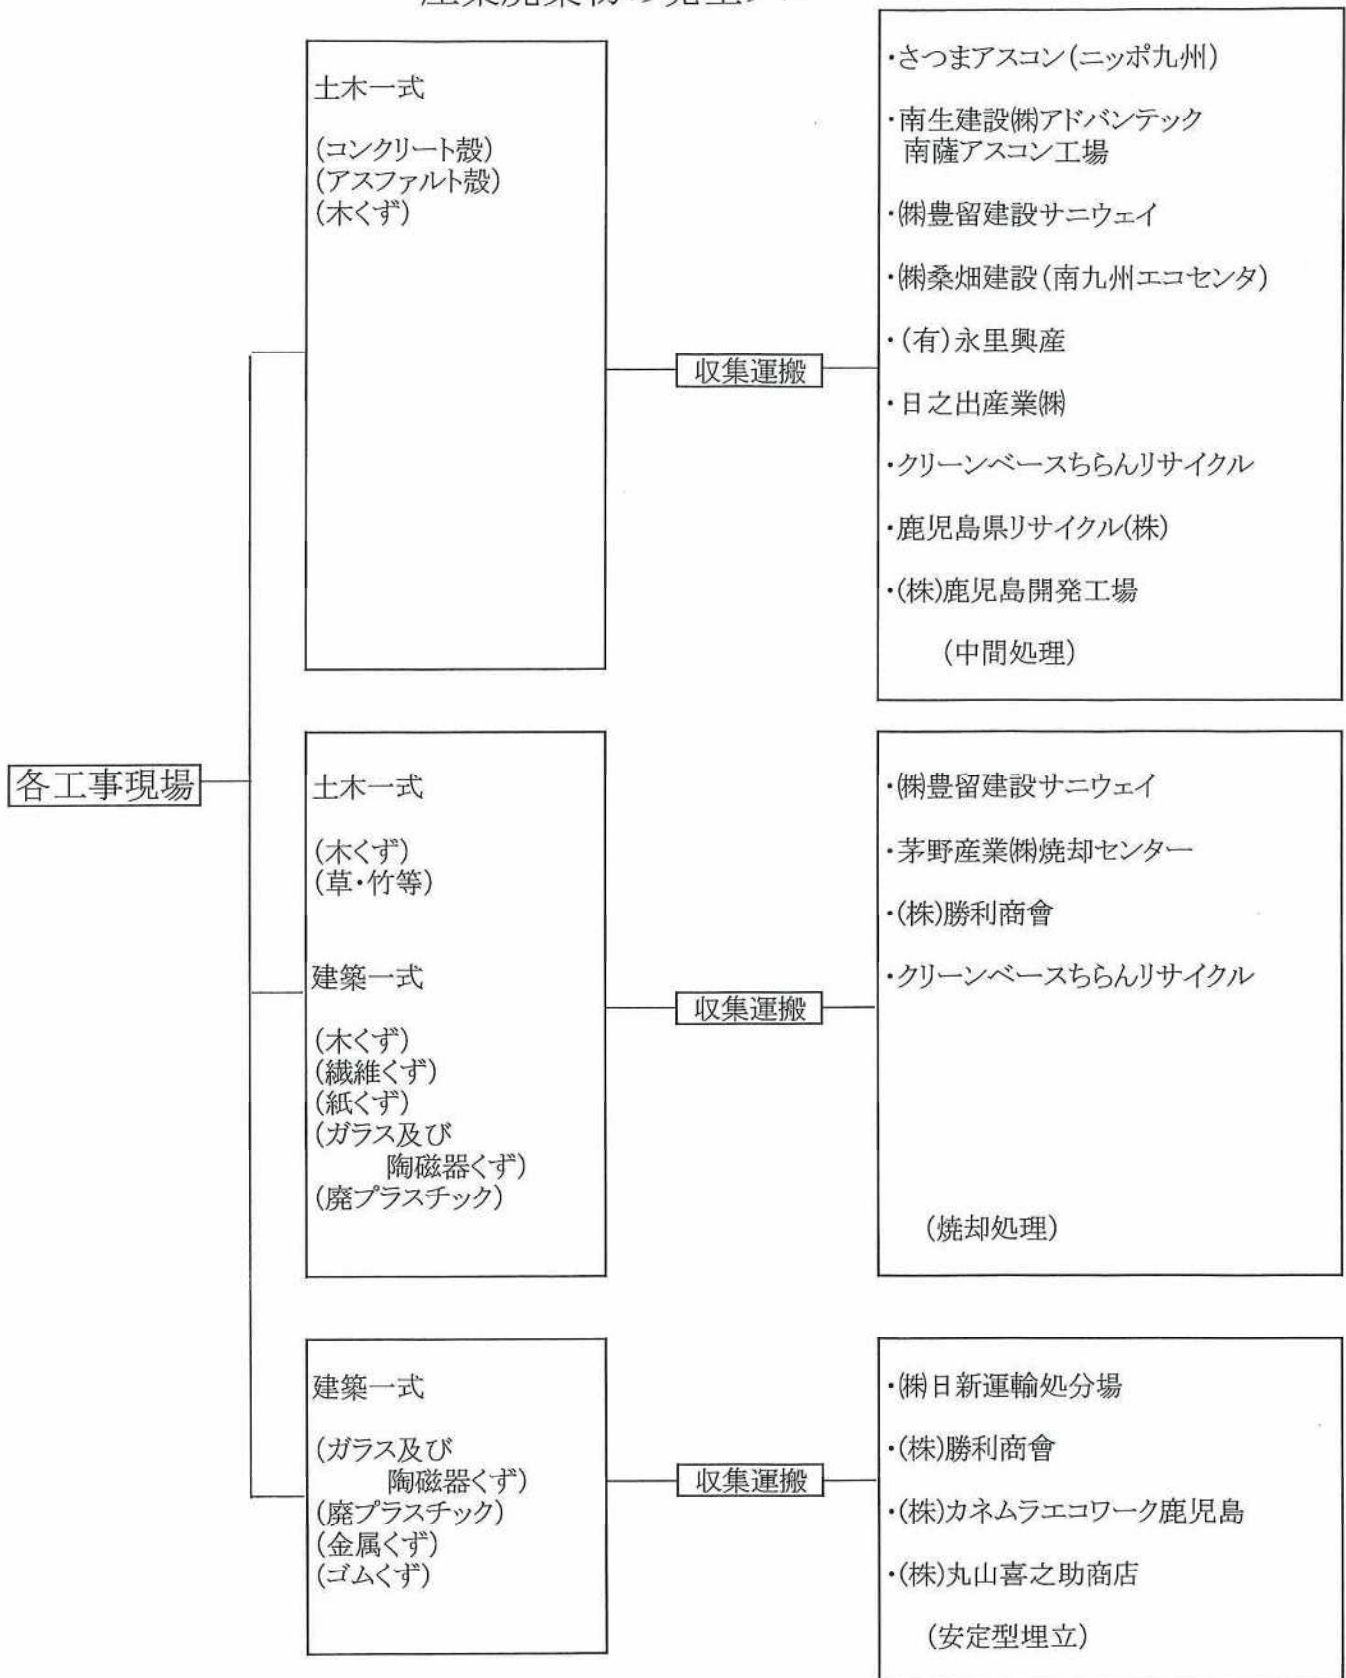 各工事現場
土木一式
(コンクリート殻)
(アスファルト殻)
(木くず)
収集運搬
・さつまアスコン(ニッポ九州)
・南生建設㈱アドバンテック
南薩アスコン工場
・㈱豊留建設サニウェイ
・㈱桑畑建設(南九州エコセンタ)
・(有)永里興産
・日之出産業㈱
・クリーンベースちらんリサイクル
・鹿児島県リサイクル(株)
・(株)鹿児島開発工場
(中間処理)
土木一式
(木くず)
(草・竹等)
建築一式
(木くず)
(繊維くず)
(紙くず)
(ガラス及び
陶磁器くず)
(廃プラスチック)
収集運搬
・㈱豊留建設サニウェイ
・茅野産業㈱焼却センター
・(株)勝利商會
・クリーンベースちらんリサイクル
(焼却処理)
建築一式
(ガラス及び
陶磁器くず)
(廃プラスチック)
(金属くず)
(ゴムくず)
収集運搬
・㈱日新運輸処分場
・(株)勝利商會
・(株)カネムラエコワーク鹿児島
・(株)丸山喜之助商店
(安定型埋立)